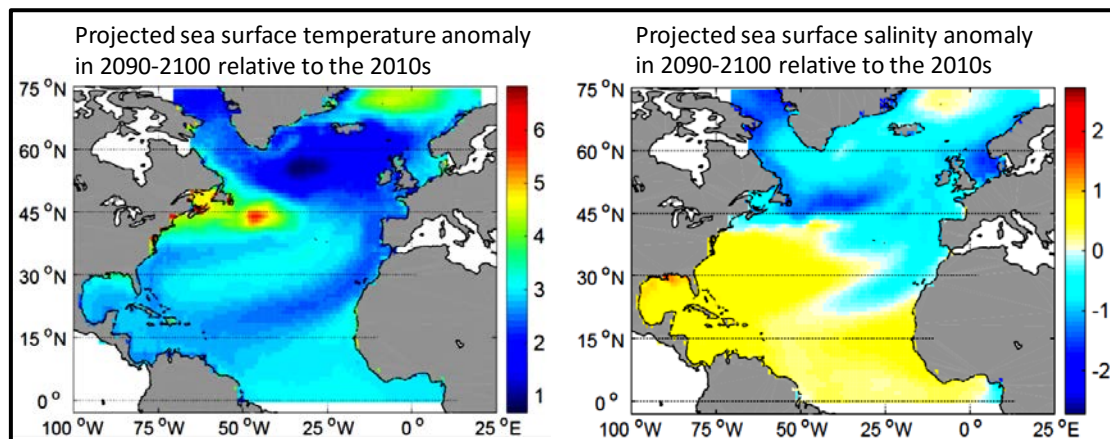 Projected sea surface temperature anomaly
in 2090-2100 relative to the 2010s
75 °N
60 °N
45 °N
30 °N
15 °N
0 °N
100 °W
75 °W
50 °W
25 °W
0 °W
25 °E
6
5
4
3
2
1
Projected sea surface salinity anomaly
in 2090-2100 relative to the 2010s
75 °N
60 °N
45 °N
30 °N
15 °N
0 °N
100 °W
75 °W
50 °W
25 °W
0 °W
25 °E
2
1
0
-1
-2